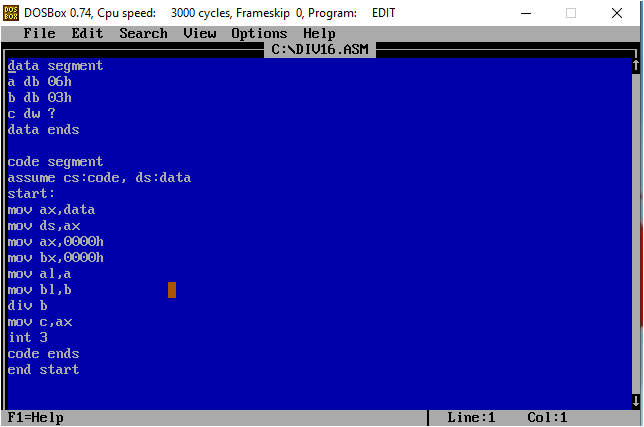 DOSBox 0.74, Cpu speed: 3000 cycles, Frameskip 0, Program: EDIT
File Edit Search View Options Help
C:\DIV16.ASM
data segment
a db 06h
b db 03h
c dw ?
data ends
code segment
assume cs:code, ds:data
start:
mov ax,data
mov ds,ax
mov ax,0000h
mov bx,0000h
mov al,a
mov bl,b
div b
mov c,ax
int 3
code ends
end start
F1=Help Line:1 Col:1